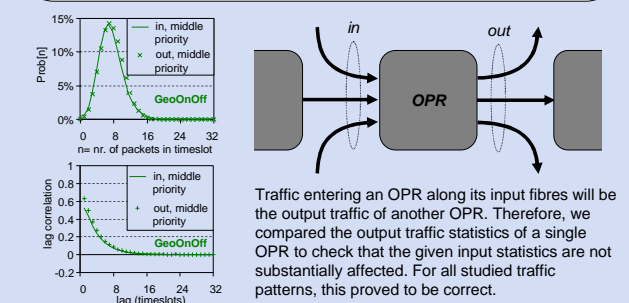 15%
10%
5%
0%
Prob[n]
in, middle
priority
out, middle
priority
GeoOnOff
0 8 16 24 32
n= nr. of packets in timeslot
1
0.8
0.6
0.4
0.2
0
-0.2
lag correlation
in, middle
priority
out, middle
priority
GeoOnOff
0 8 16 24 32
lag (timeslots)
in
out
OPR
Traffic entering an OPR along its input fibres will be
the output traffic of another OPR. Therefore, we
compared the output traffic statistics of a single
OPR to check that the given input statistics are not
substantially affected. For all studied traffic
patterns, this proved to be correct.